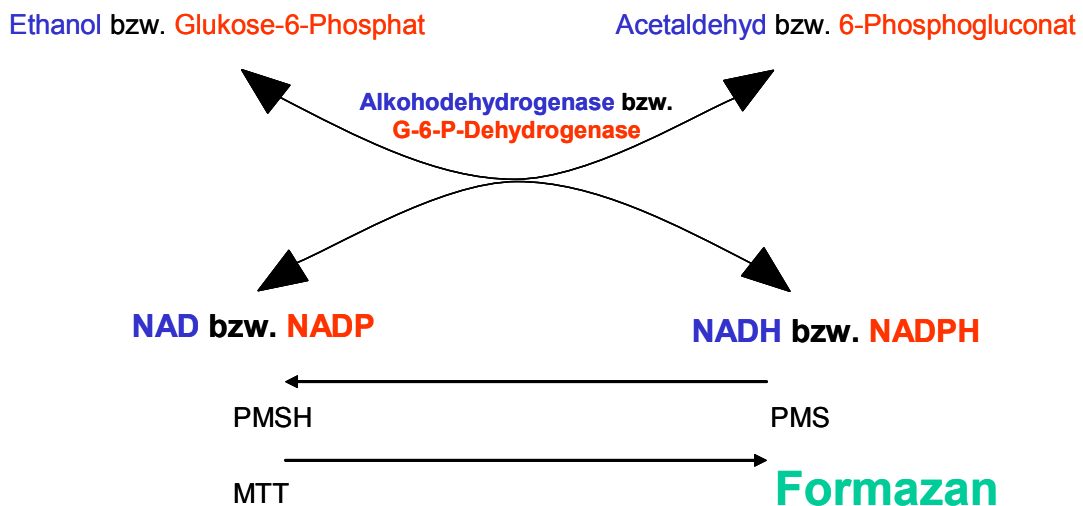 Ethanol bzw. Glukose-6-Phosphat
Acetaldehyd bzw. 6-Phosphogluconat
Alkohodehydrogenase bzw.
G-6-P-Dehydrogenase
NAD bzw. NADP
NADH bzw. NADPH
PMSH
PMS
MTT
Formazan